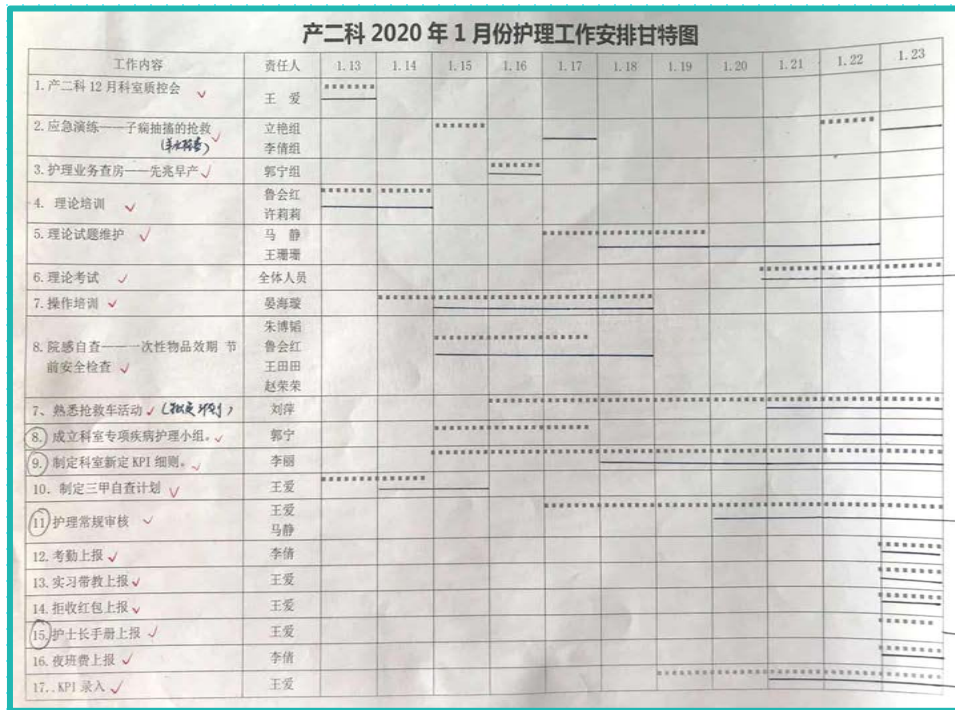 产二科 2020 年 1 月份护理工作安排甘特图
工作内容 责任人 1.13 1.14 1.15 1.16 1.17 1.18 1.19 1.20 1.21 1.22 1.23
1. 产二科 12 月科室质控会
王 爱
2. 应急演练——子痫抽搐的抢救 立艳组
(羊水栓塞) 李倩组
3. 护理业务查房——先兆早产 郭宁组
4. 理论培训 鲁会红
许莉莉
5. 理论试题维护 马 静
王珊珊
6. 理论考试 全体人员
7. 操作培训 晏海璇
8. 院感自查——一次性物品效期 节
前安全检查
朱博韬
鲁会红
王田田
赵荣荣
7、熟悉抢救车活动 刘萍
8. 成立科室专项疾病护理小组。 郭宁
9. 制定科室新定 KPI 细则。 李丽
10. 制定三甲自查计划 王爱
11 护理常规审核 王爱
马静
12. 考勤上报 李倩
13. 实习带教上报 王爱
14. 拒收红包上报 王爱
15. 护士长手册上报 王爱
16. 夜班费上报 李倩
17..KPI 录入 王爱